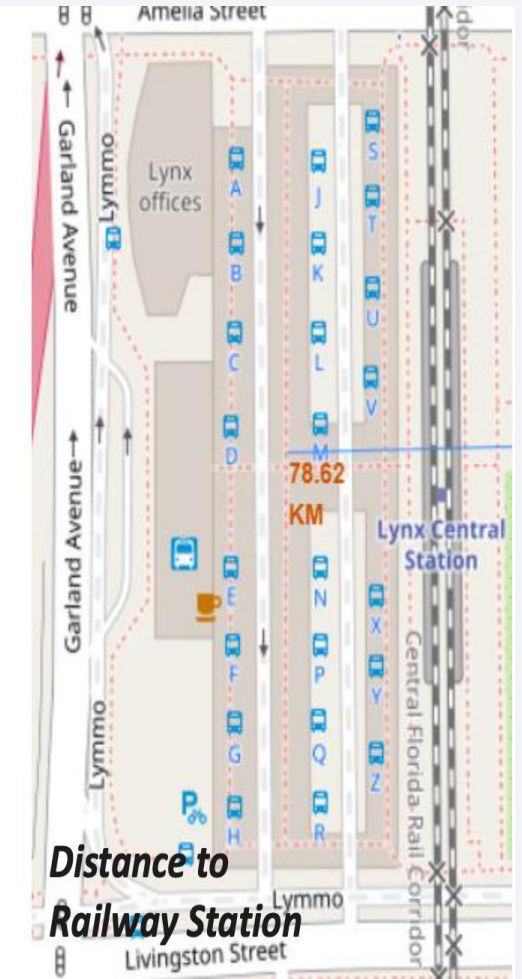 Amelia Street
idor
Garland Avenue
Lymmo
Lynx
offices
A
B
C
D
J
K
L
M
S
T
U
V
78.62
KM
Lynx Central
Station
Garland Avenue
E
F
G
H
N
P
Q
R
X
Y
Z
Central Florida Rail Corridor
Lymmo
P
Distance to
Railway Station
Lymmo
Livingston Street